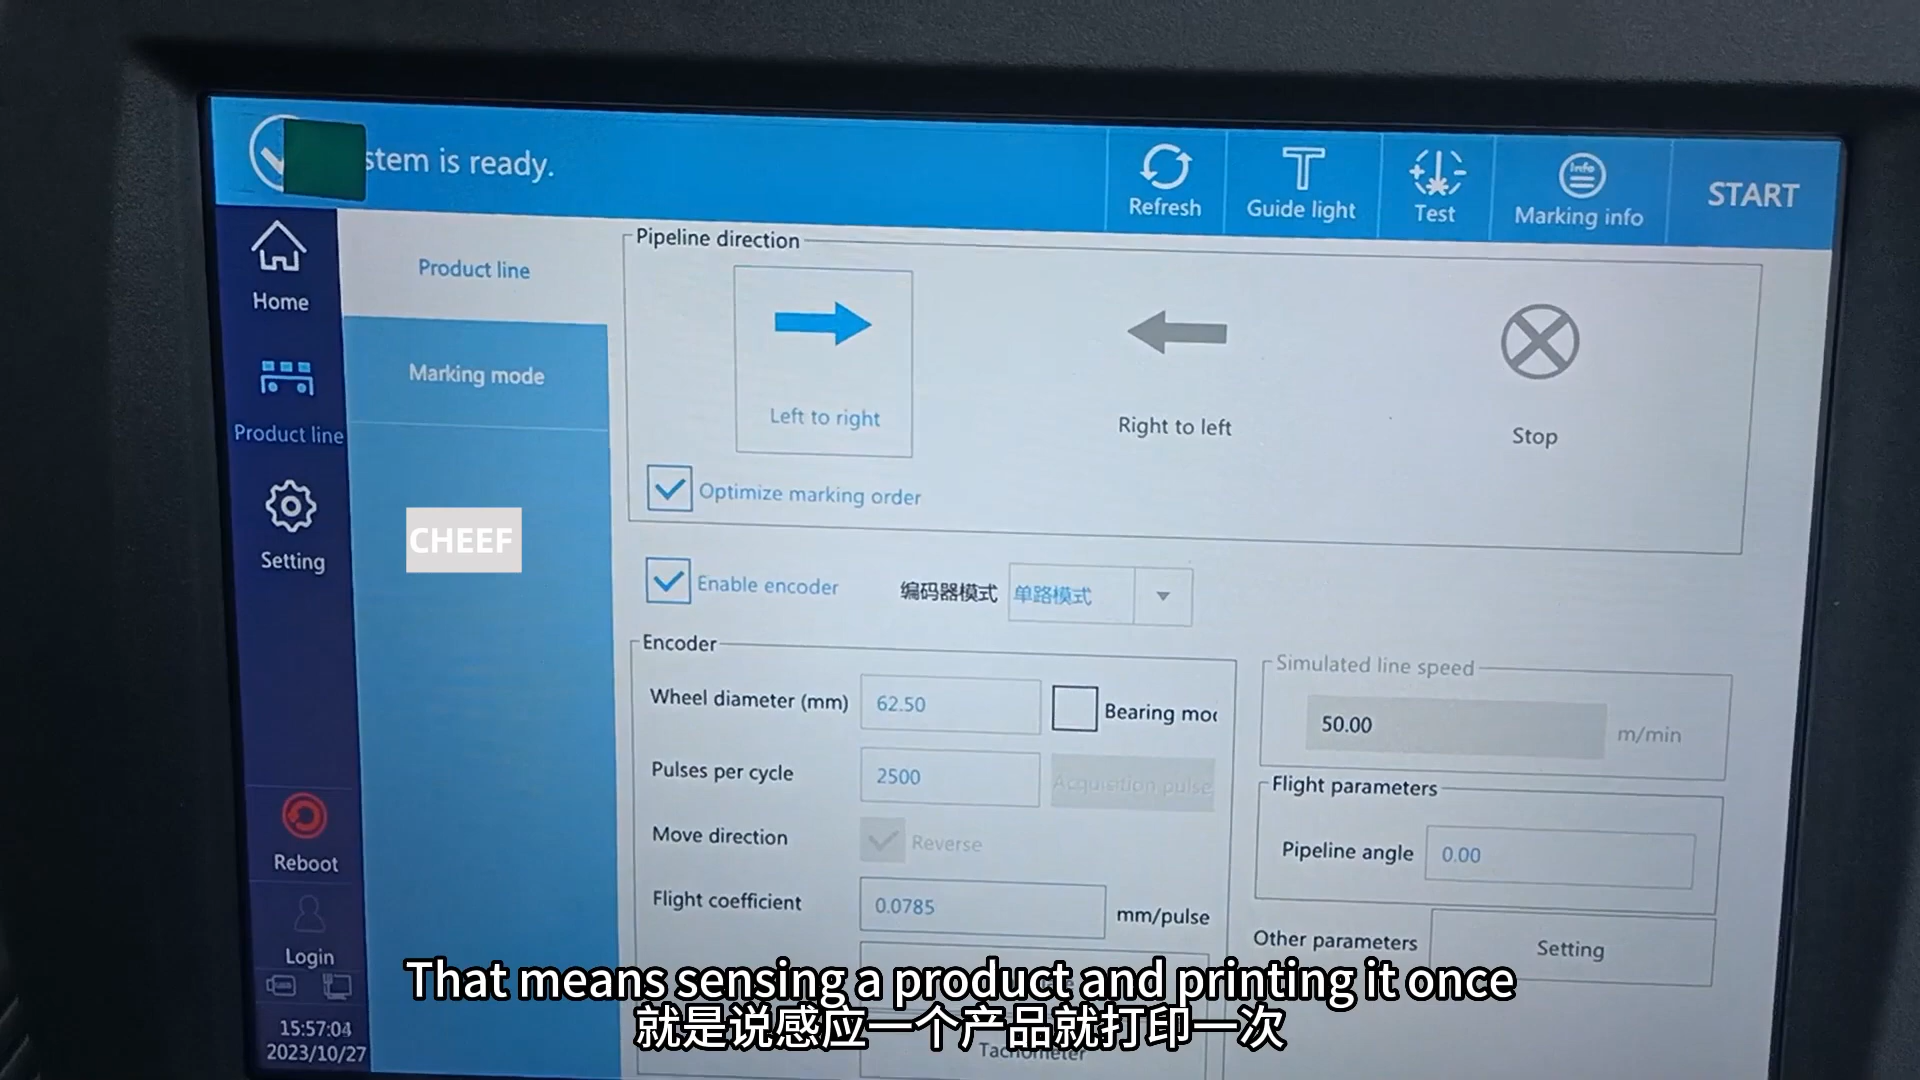 stem is ready.
Refresh
Guide light
Test
Info
Marking info
START
Home
Product line
Setting
Reboot
Login
15:57:04
2023/10/27
Product line
Marking mode
CHEEF
Pipeline direction
Left to right
Right to left
Stop
Optimize marking order
Enable encoder
编码器模式
单路模式
Encoder
Wheel diameter (mm)
62.50
Bearing mo
Pulses per cycle
2500
Acquisition pulse
Move direction
Reverse
Flight coefficient
0.0785
mm/pulse
Simulated line speed
50.00
m/min
Flight parameters
Pipeline angle
0.00
Other parameters
Setting
Tachometer
That means sensing a product and printing it once
就是说感应一个产品就打印一次